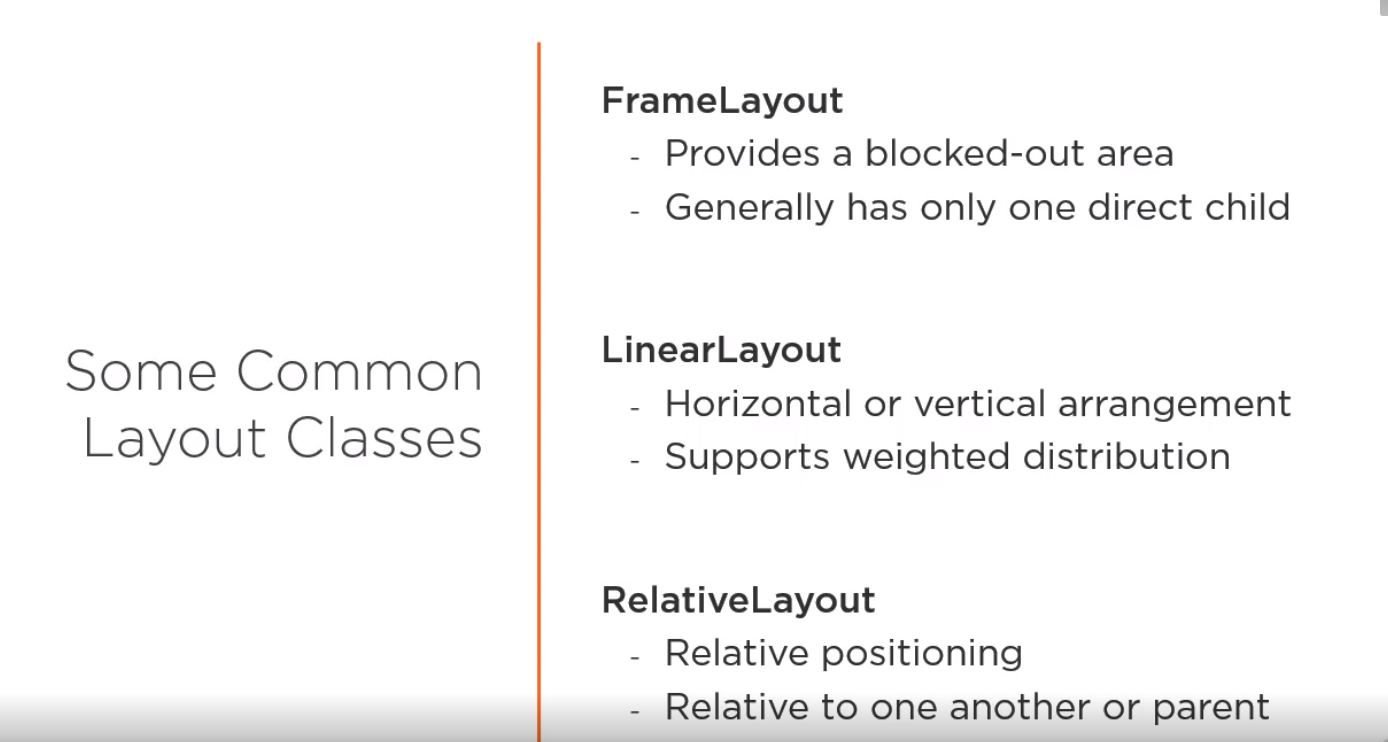 Some Common
Layout Classes
FrameLayout
- Provides a blocked-out area
- Generally has only one direct child
LinearLayout
- Horizontal or vertical arrangement
- Supports weighted distribution
RelativeLayout
- Relative positioning
- Relative to one another or parent